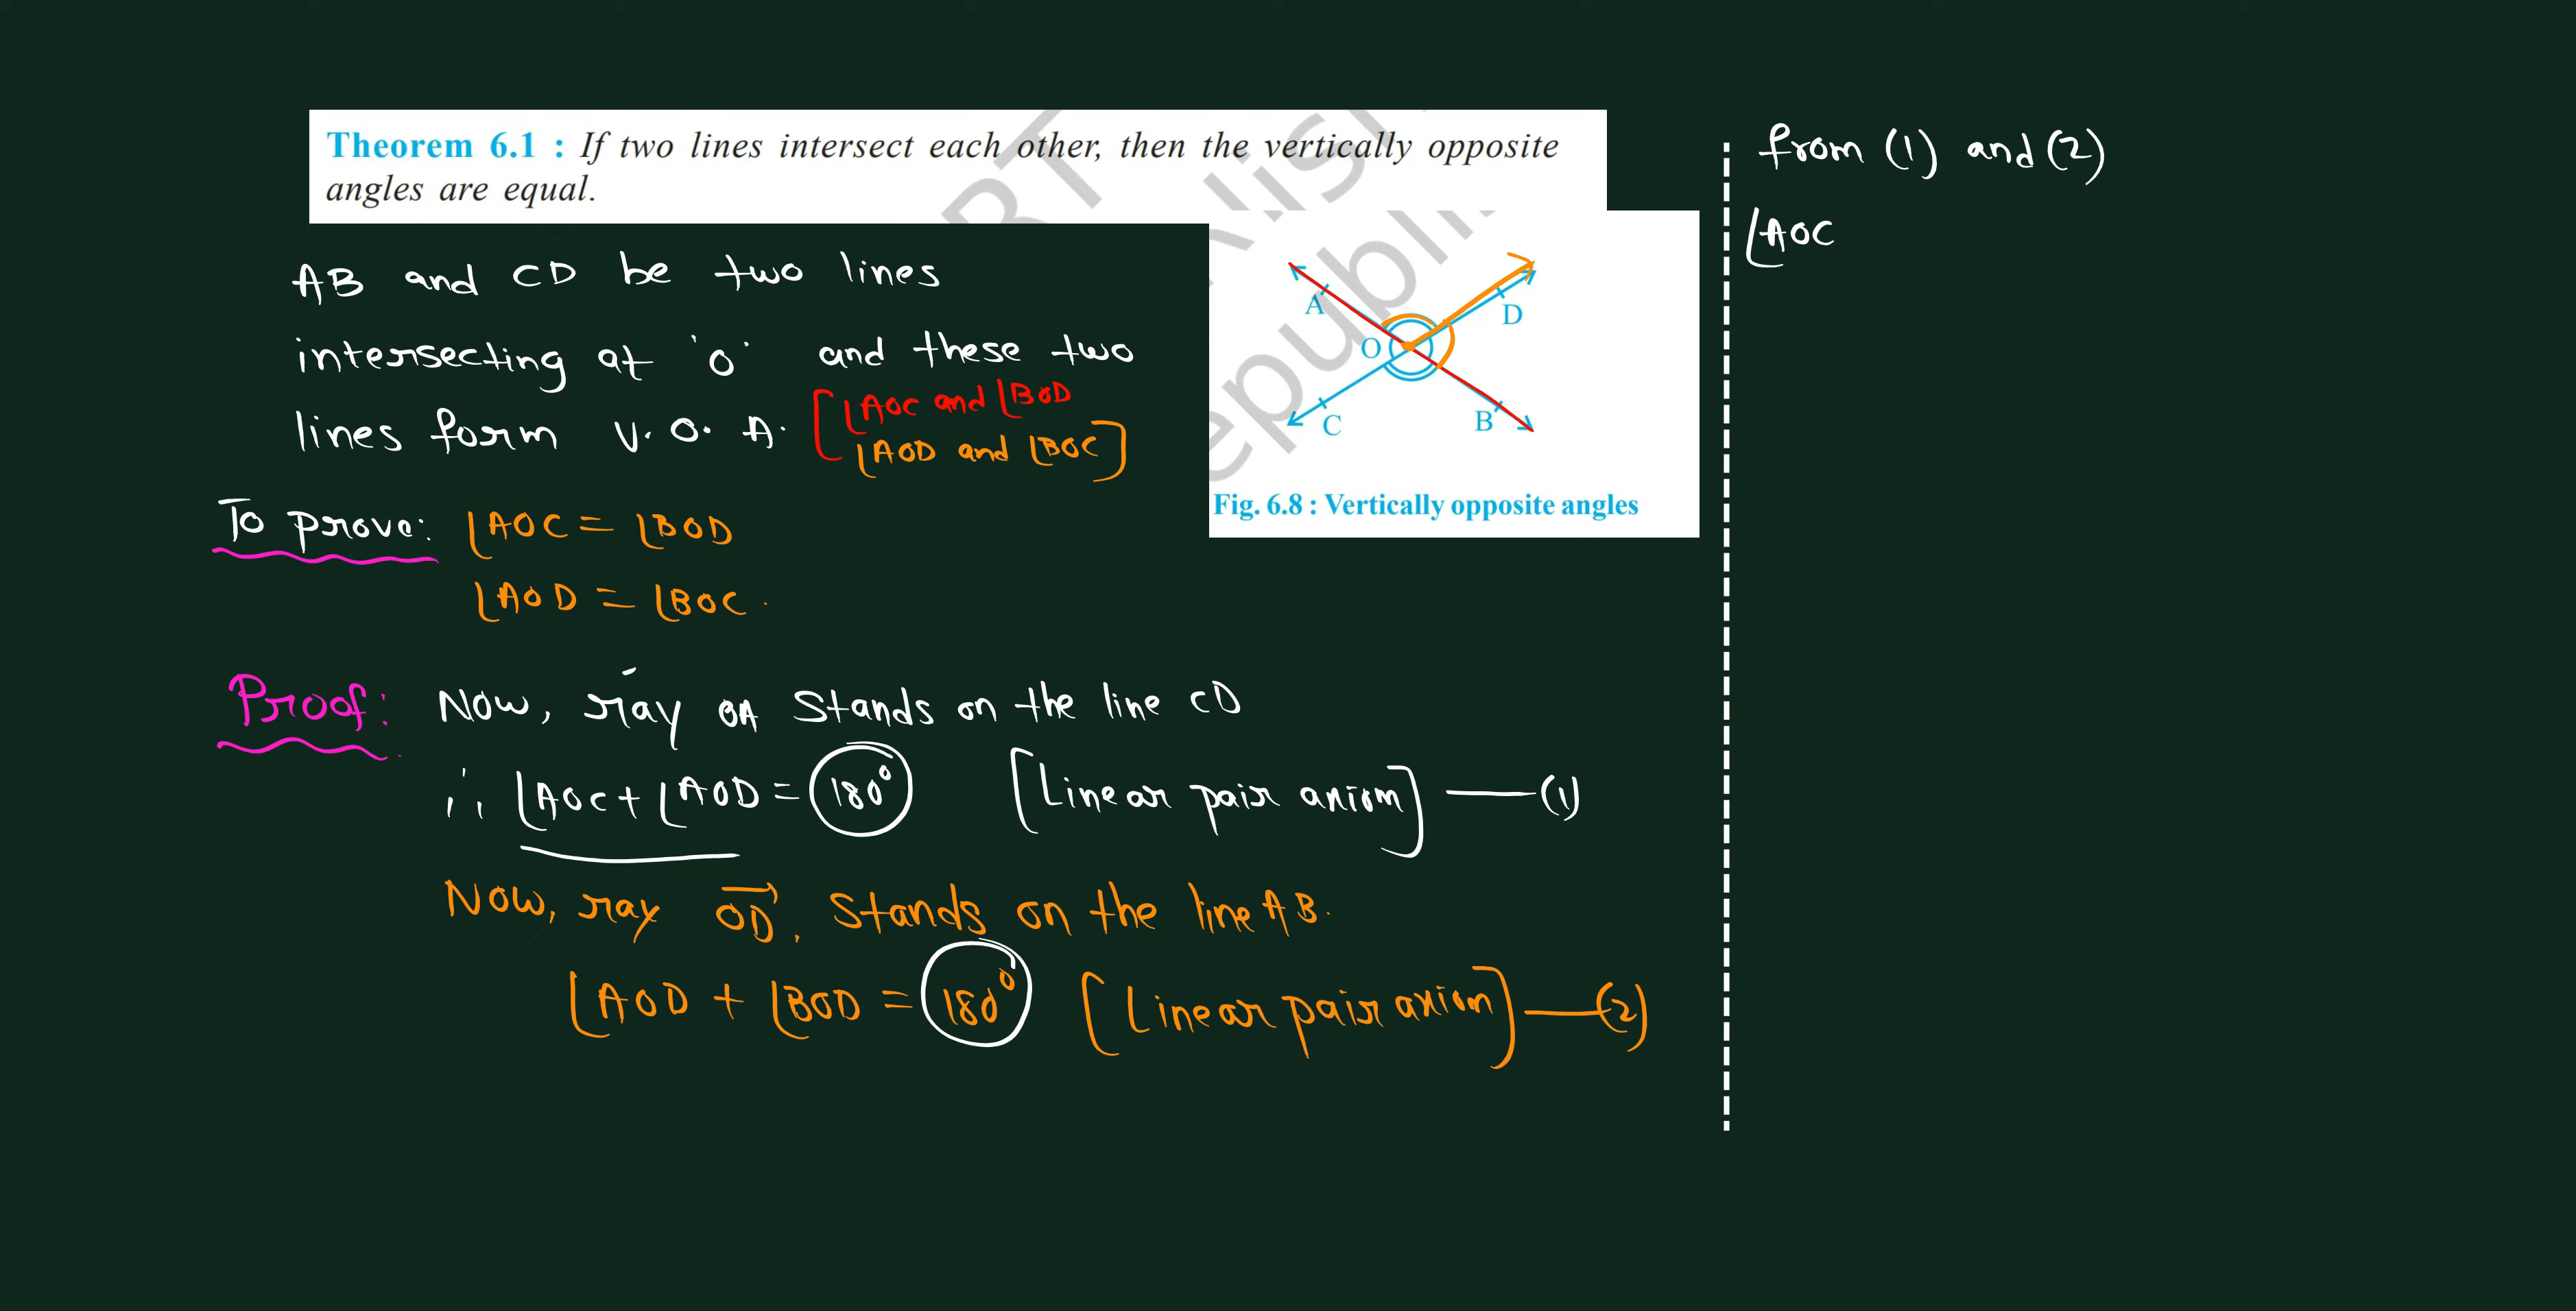 Theorem 6.1 : If two lines intersect each other, then the vertically opposite
angles are equal.
AB and CD be two lines
intersecting at 'O' and these two
lines form V.O.A. [∠AOC and ∠BOD
∠AOD and ∠BOC]
A
D
O
C
B
Fig. 6.8 : Vertically opposite angles
To prove: ∠AOC = ∠BOD
∠AOD = ∠BOC.
Proof: Now, ray OA stands on the line CD
∴ ∠AOC + ∠AOD = 180° [Linear pair axiom] — (1)
Now, ray OD, stands on the line AB.
∠AOD + ∠BOD = 180° [Linear pair axiom] — (2)
from (1) and (2)
∠AOC